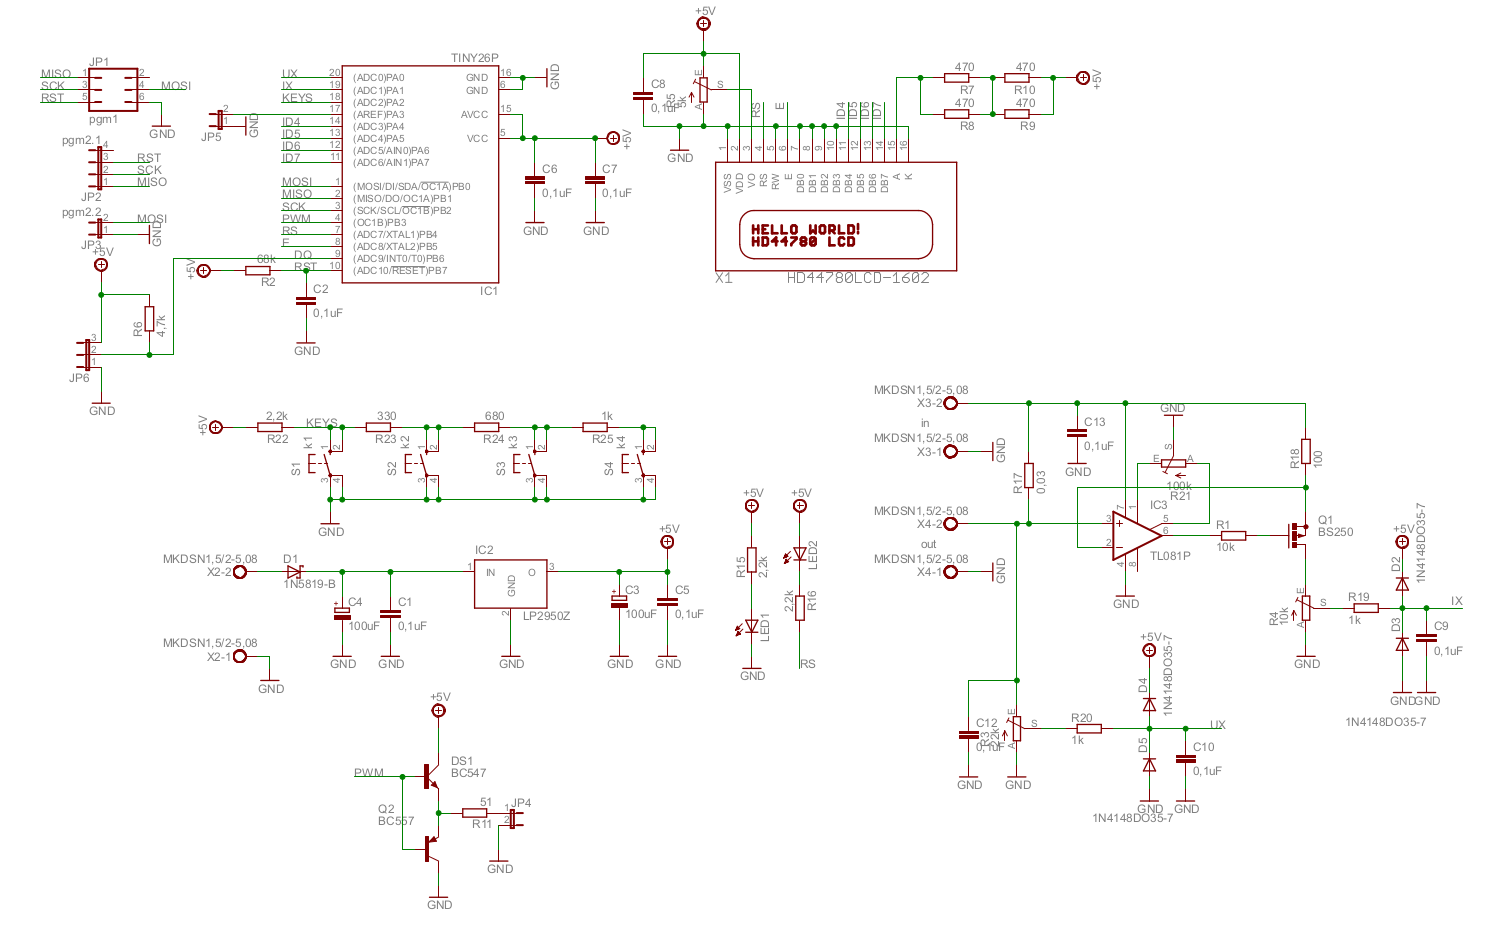 JP1
MISO 1 2
SCK 3 4 MOSI
RST 5 6
pgm1
GND
pgm2.1
4
3 RST
2 SCK
1 MISO
JP2
pgm2.2
2 MOSI
1 GND
JP3
+5V
R6
4,7k
3
2
1
JP6
GND
2
1
JP5
GND
TINY26P
UX 20 (ADC0)PA0
IX 19 (ADC1)PA1
KEYS 18 (ADC2)PA2
17 (AREF)PA3
ID4 14 (ADC3)PA4
ID5 13 (ADC4)PA5
ID6 12 (ADC5/AIN0)PA6
ID7 11 (ADC6/AIN1)PA7
MOSI 1 (MOSI/DI/SDA/OC1A)PB0
MISO 2 (MISO/DO/OC1A)PB1
SCK 3 (SCK/SCL/OC1B)PB2
PWM 4 (OC1B)PB3
RS 7 (ADC7/XTAL1)PB4
E 8 (ADC8/XTAL2)PB5
DQ 9 (ADC9/INT0/T0)PB6
RST 10 (ADC10/RESET)PB7
GND 16
GND 6
GND
AVCC 15
VCC 5
+5V
IC1
+5V
68k
R2
C2
0,1uF
GND
C6
0,1uF
GND
C7
0,1uF
GND
+5V
C8
0,1uF
R5
5k
E
S
A
GND
RS
E
ID4
ID5
ID6
ID7
1 2 3 4 5 6 7 8 9 10 11 12 13 14 15 16
VSS VDD VO RS RW E DB0 DB1 DB2 DB3 DB4 DB5 DB6 DB7 A K
HELLO WORLD!
HD44780 LCD
X1
HD44780LCD-1602
470
R7
470
R10
470
R8
470
R9
+5V
+5V
2,2k
R22
KEYS
330
R23
680
R24
1k
R25
k1
S1
1 2
3 4
k2
S2
1 2
3 4
k3
S3
1 2
3 4
k4
S4
1 2
3 4
GND
MKDSN1,5/2-5,08
X2-2
D1
1N5819-B
C4
100uF
GND
C1
0,1uF
GND
IC2
1 IN
O 3
GND
2
LP2950Z
GND
C3
100uF
GND
+5V
C5
0,1uF
GND
MKDSN1,5/2-5,08
X2-1
GND
+5V
R15
2,2k
LED1
GND
+5V
LED2
2,2k
R16
RS
+5V
PWM
DS1
BC547
Q2
BC557
51
R11
JP4
1
2
GND
GND
MKDSN1,5/2-5,08
X3-2
in
MKDSN1,5/2-5,08
X3-1
GND
MKDSN1,5/2-5,08
X4-2
out
MKDSN1,5/2-5,08
X4-1
GND
R17
0,03
C13
0,1uF
GND
GND
S
E
A
100k
R21
IC3
3
2
7
1
5
6
4
8
TL081P
GND
R1
10k
R18
100
Q1
BS250
R4
10k
E
S
A
GND
R19
1k
+5V
D2
1N4148DO35-7
D3
GND
1N4148DO35-7
IX
C9
0,1uF
GND
C12
0,1uF
GND
R3
22k
E
S
A
GND
R20
1k
+5V
D4
1N4148DO35-7
D5
GND
1N4148DO35-7
UX
C10
0,1uF
GND